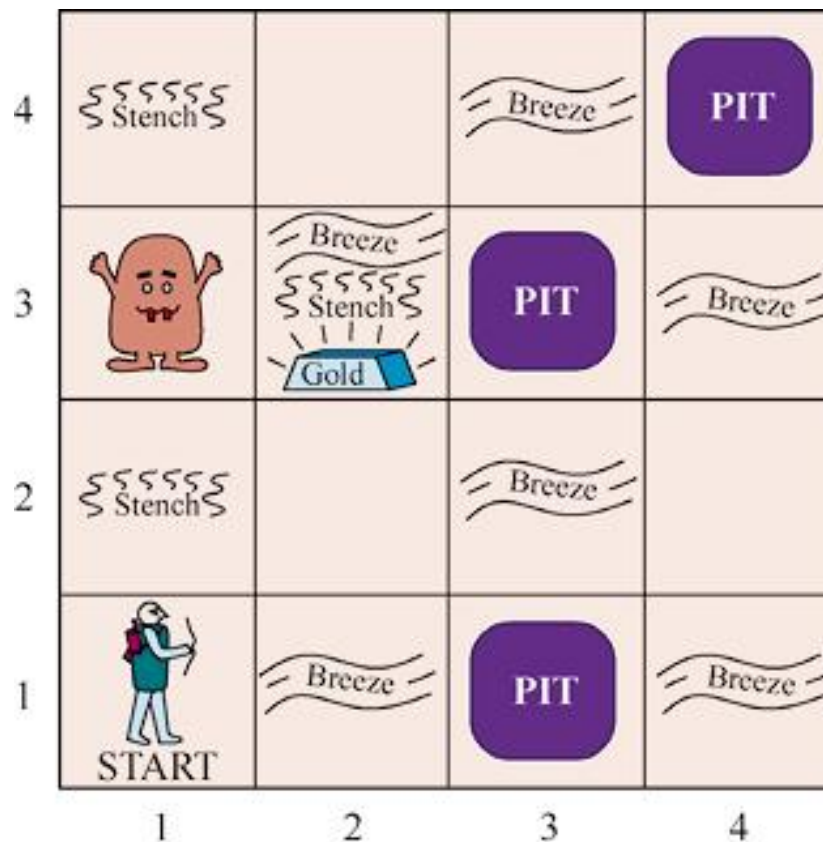 4
Stench
Breeze
PIT
3
Breeze
Stench
Gold
PIT
Breeze
2
Stench
Breeze
1
START
Breeze
PIT
Breeze
1 2 3 4